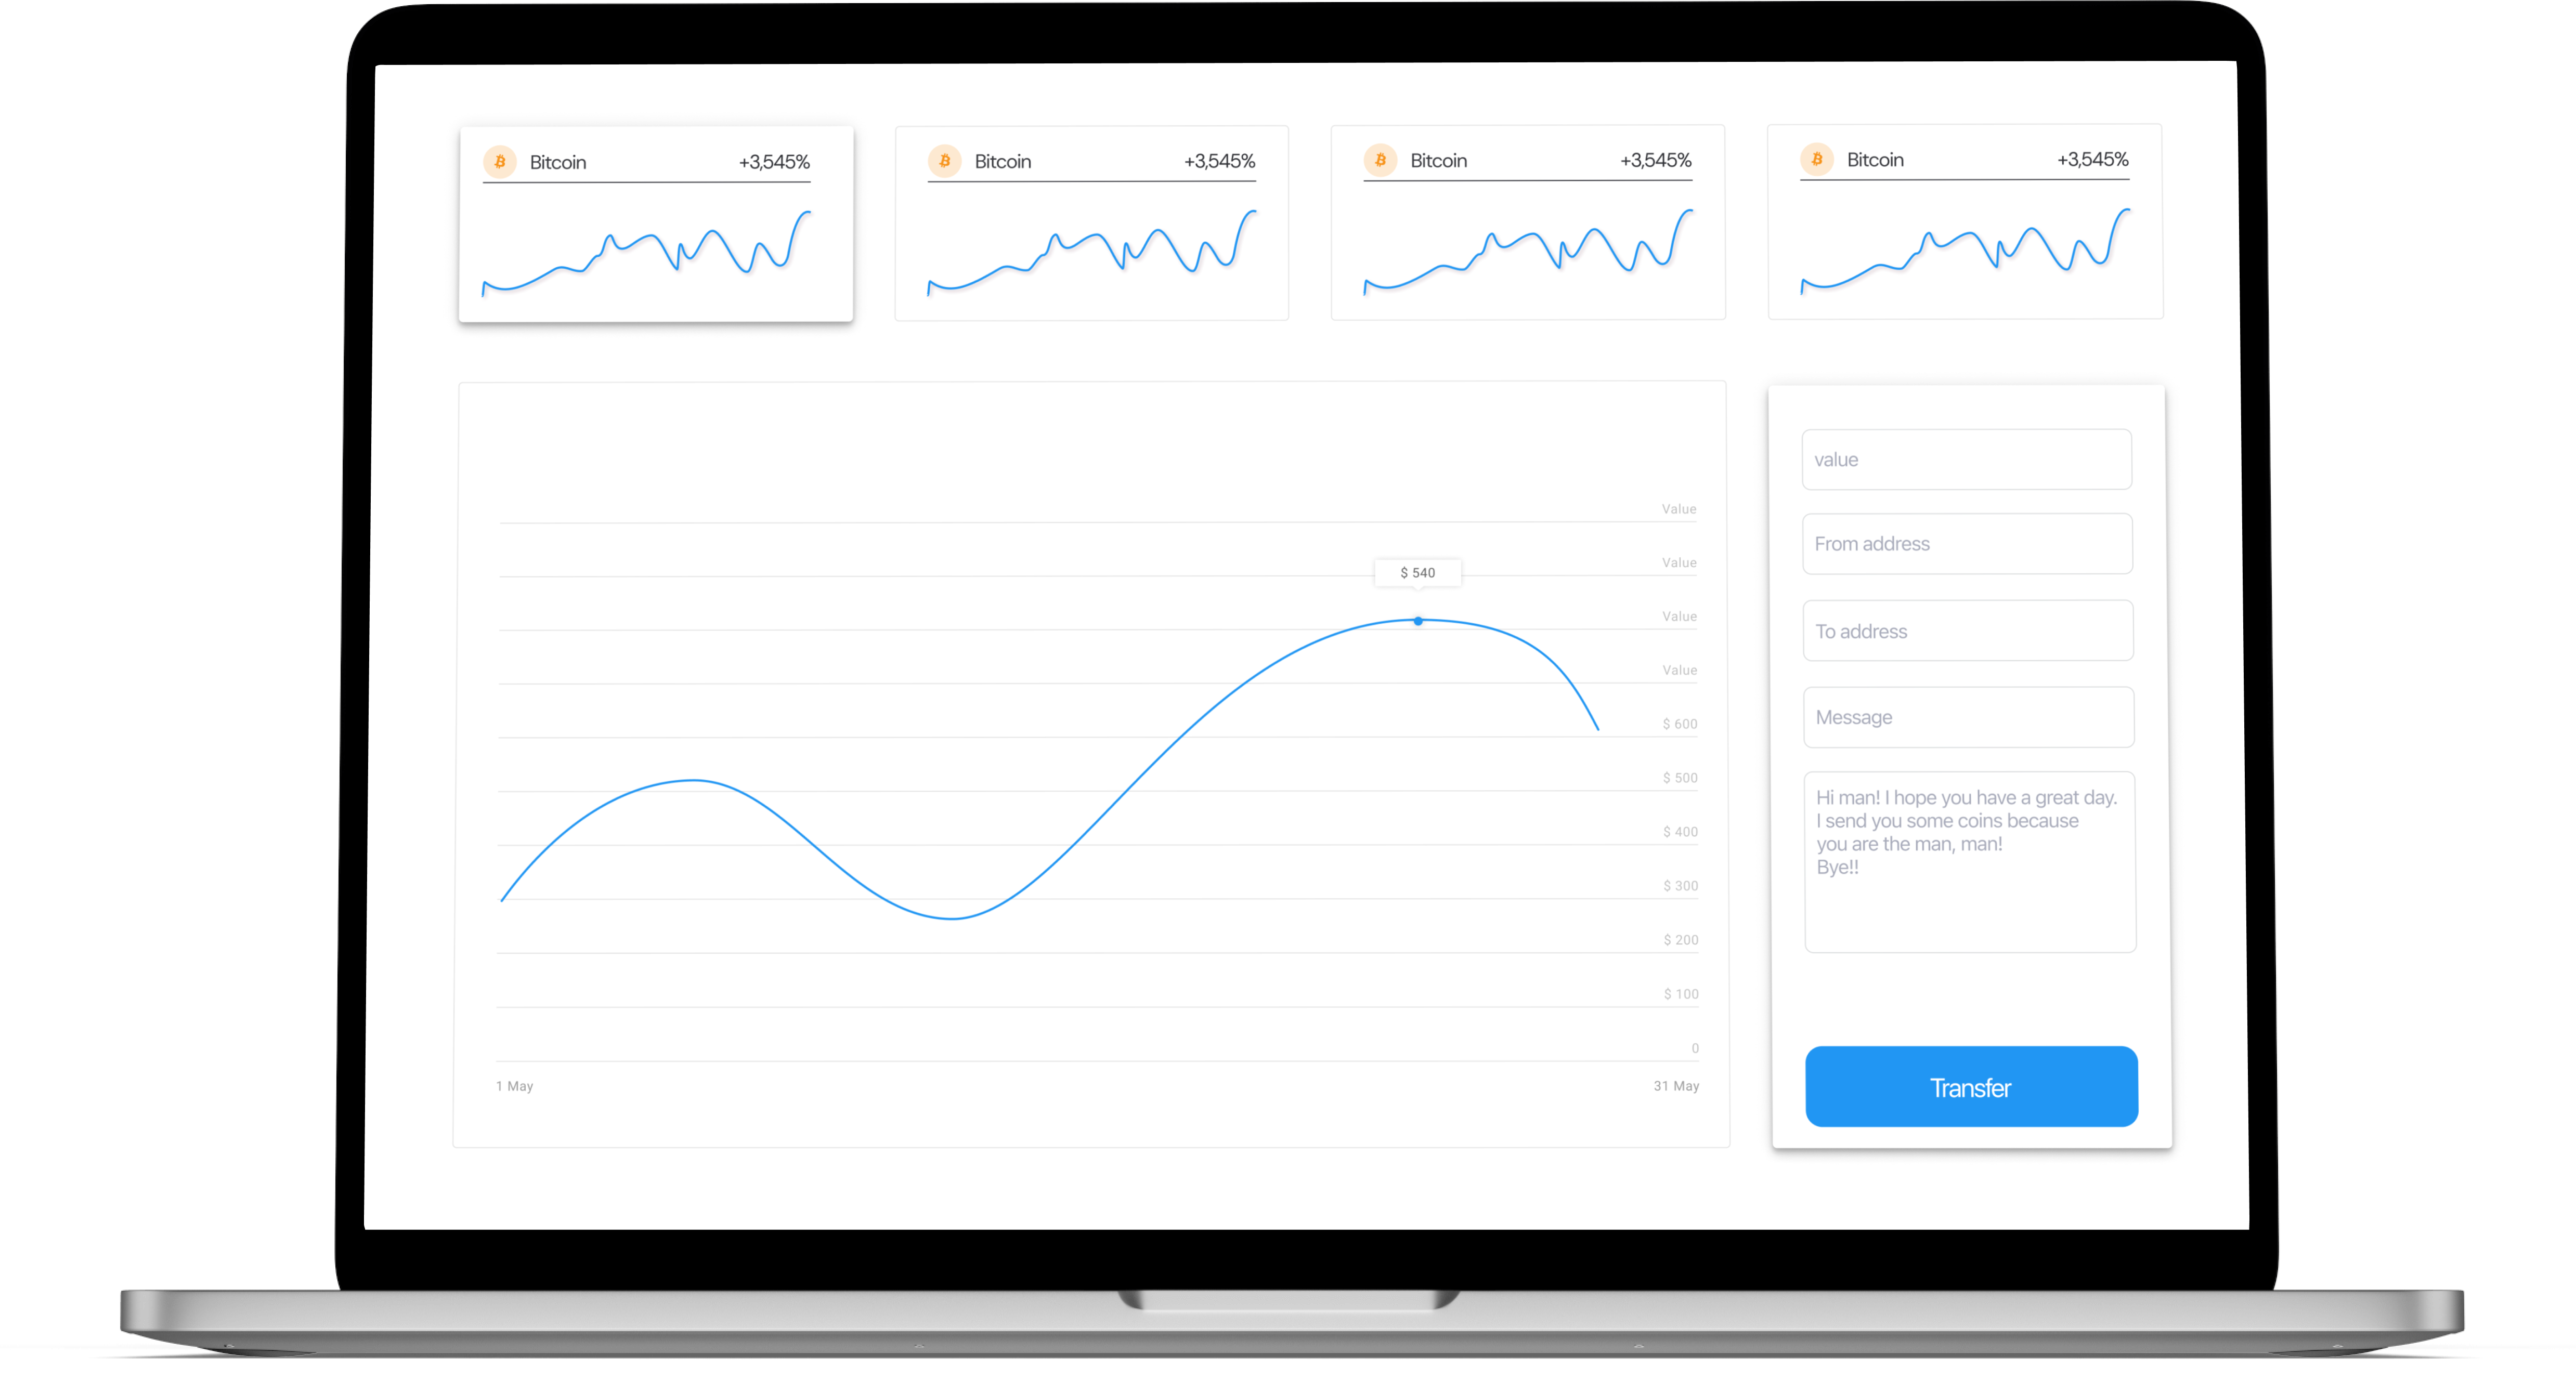 Bitcoin +3,545%
Bitcoin +3,545%
Bitcoin +3,545%
Bitcoin +3,545%
Value
Value
$ 540
Value
Value
$ 600
$ 500
$ 400
$ 300
$ 200
$ 100
0
1 May 31 May
value
From address
To address
Message
Hi man! I hope you have a great day.
I send you some coins because
you are the man, man!
Bye!!
Transfer